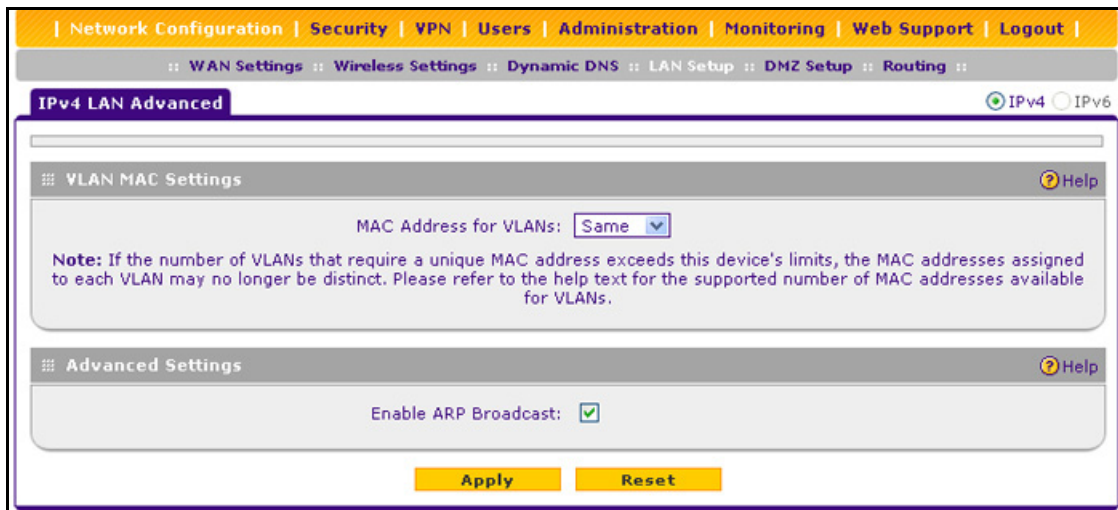 | Network Configuration | Security | VPN | Users | Administration | Monitoring | Web Support | Logout |
:: WAN Settings :: Wireless Settings :: Dynamic DNS :: LAN Setup :: DMZ Setup :: Routing ::
IPv4 LAN Advanced
IPv4 IPv6
VLAN MAC Settings
? Help
MAC Address for VLANs: Same
Note: If the number of VLANs that require a unique MAC address exceeds this device's limits, the MAC addresses assigned
to each VLAN may no longer be distinct. Please refer to the help text for the supported number of MAC addresses available
for VLANs.
Advanced Settings
? Help
Enable ARP Broadcast:
Apply Reset